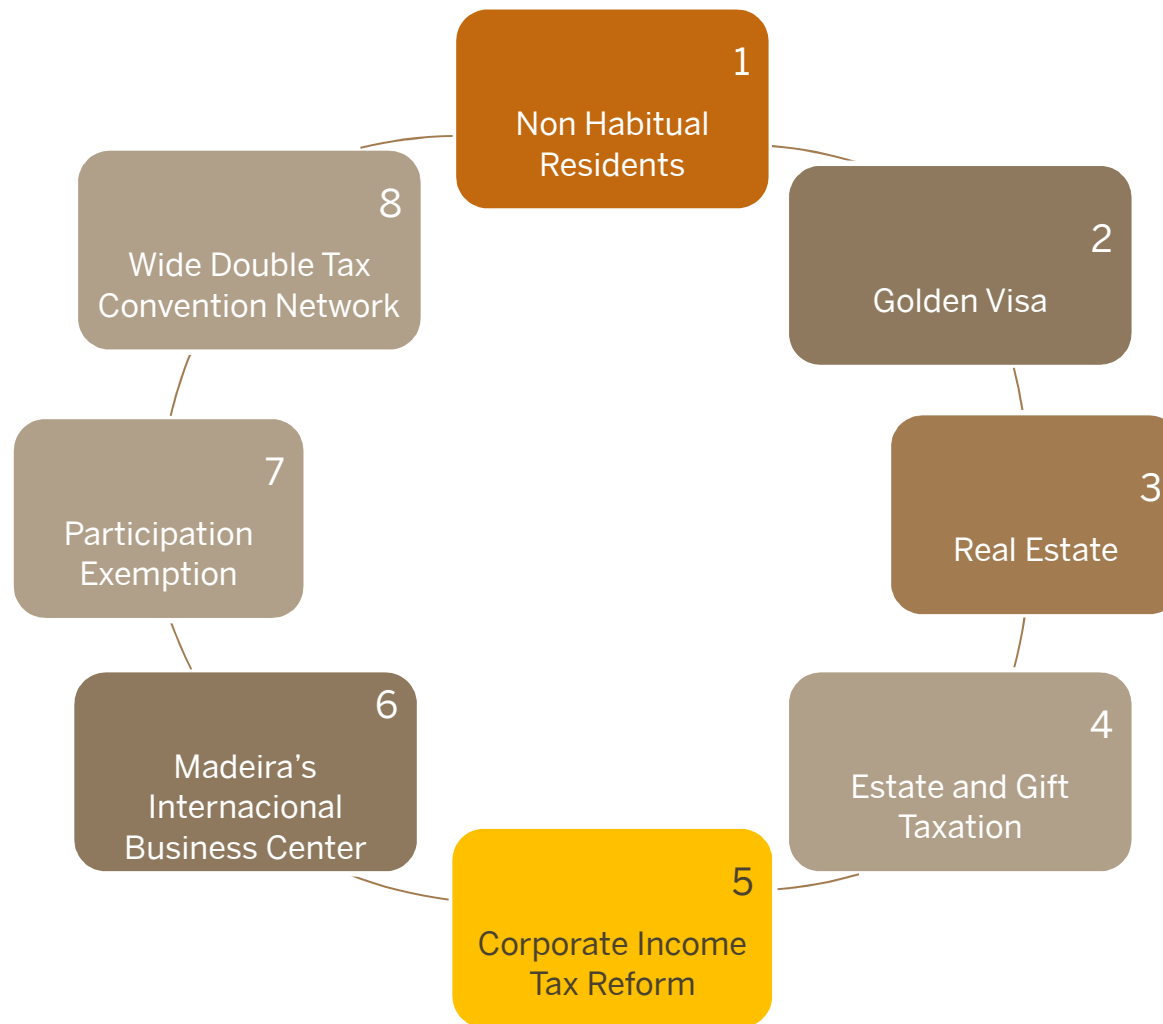 1
Non Habitual
Residents
2
Golden Visa
3
Real Estate
4
Estate and Gift
Taxation
5
Corporate Income
Tax Reform
6
Madeira’s
Internacional
Business Center
7
Participation
Exemption
8
Wide Double Tax
Convention Network